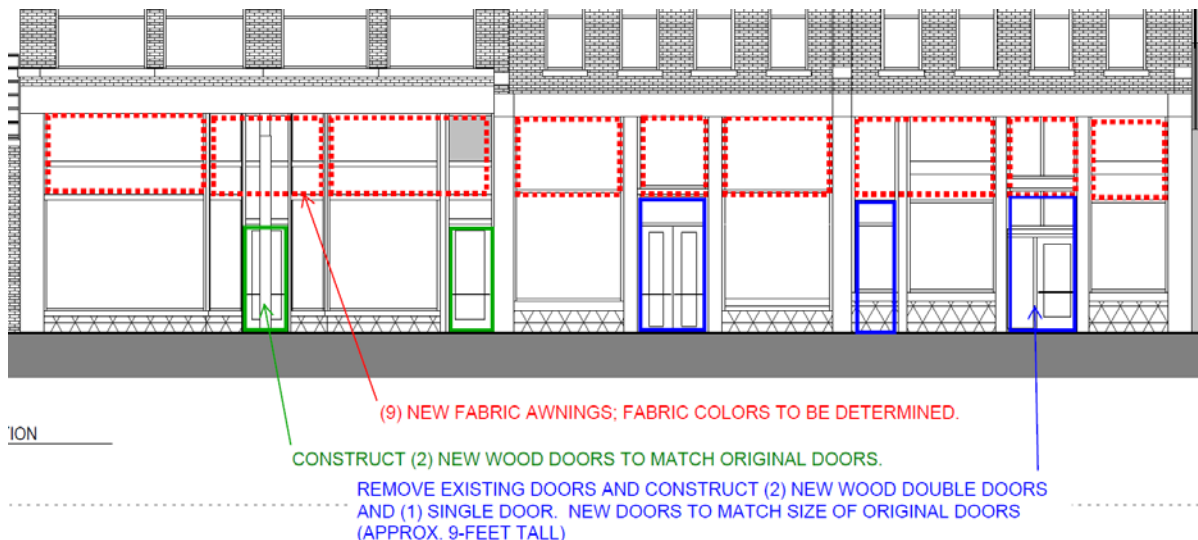 (9) NEW FABRIC AWNINGS; FABRIC COLORS TO BE DETERMINED.
CONSTRUCT (2) NEW WOOD DOORS TO MATCH ORIGINAL DOORS.
REMOVE EXISTING DOORS AND CONSTRUCT (2) NEW WOOD DOUBLE DOORS
AND (1) SINGLE DOOR.  NEW DOORS TO MATCH SIZE OF ORIGINAL DOORS
(APPROX. 9-FEET TALL)